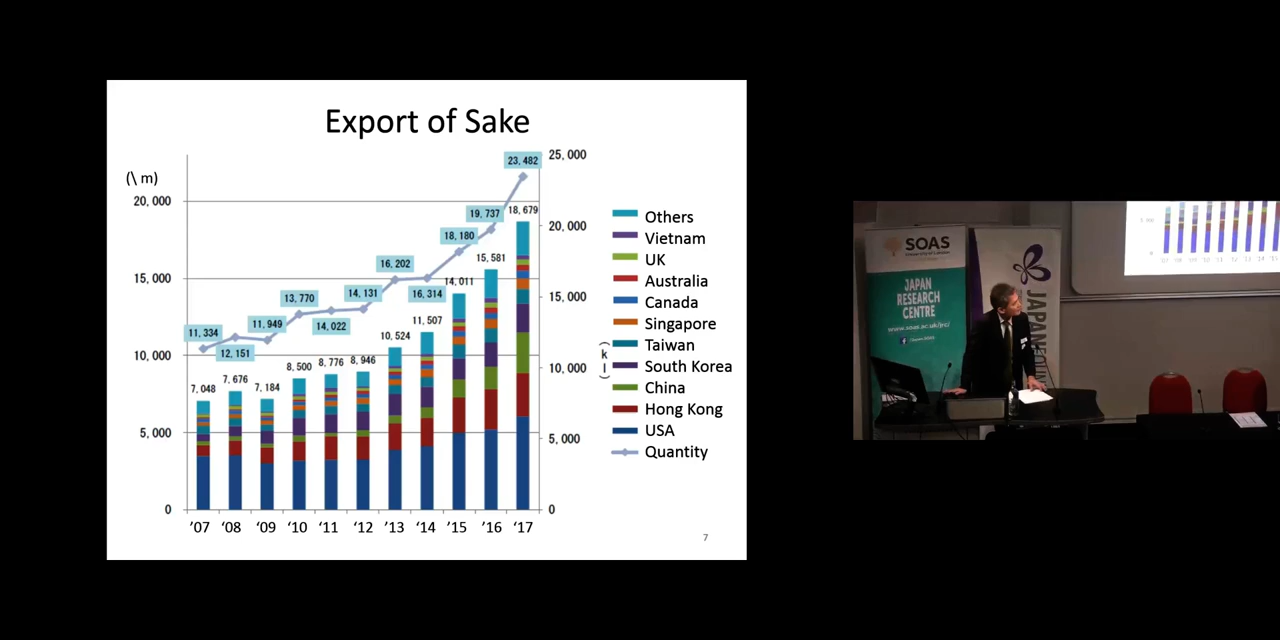 Export of Sake
(\ m)
25,000
20,000
15,000
10,000
5,000
0
20,000
15,000
10,000
5,000
0
(kl)
23,482
19,737
18,180
16,202
16,314
14,131
14,022
13,770
11,949
12,151
11,334
18,679
15,581
14,011
11,507
10,524
8,946
8,776
8,500
7,184
7,676
7,048
'07 '08 '09 '10 '11 '12 '13 '14 '15 '16 '17
Others
Vietnam
UK
Australia
Canada
Singapore
Taiwan
South Korea
China
Hong Kong
USA
Quantity
7
SOAS
University of London
JAPAN
RESEARCH
CENTRE
www.soas.ac.uk/jrc/
JAPANFOUN